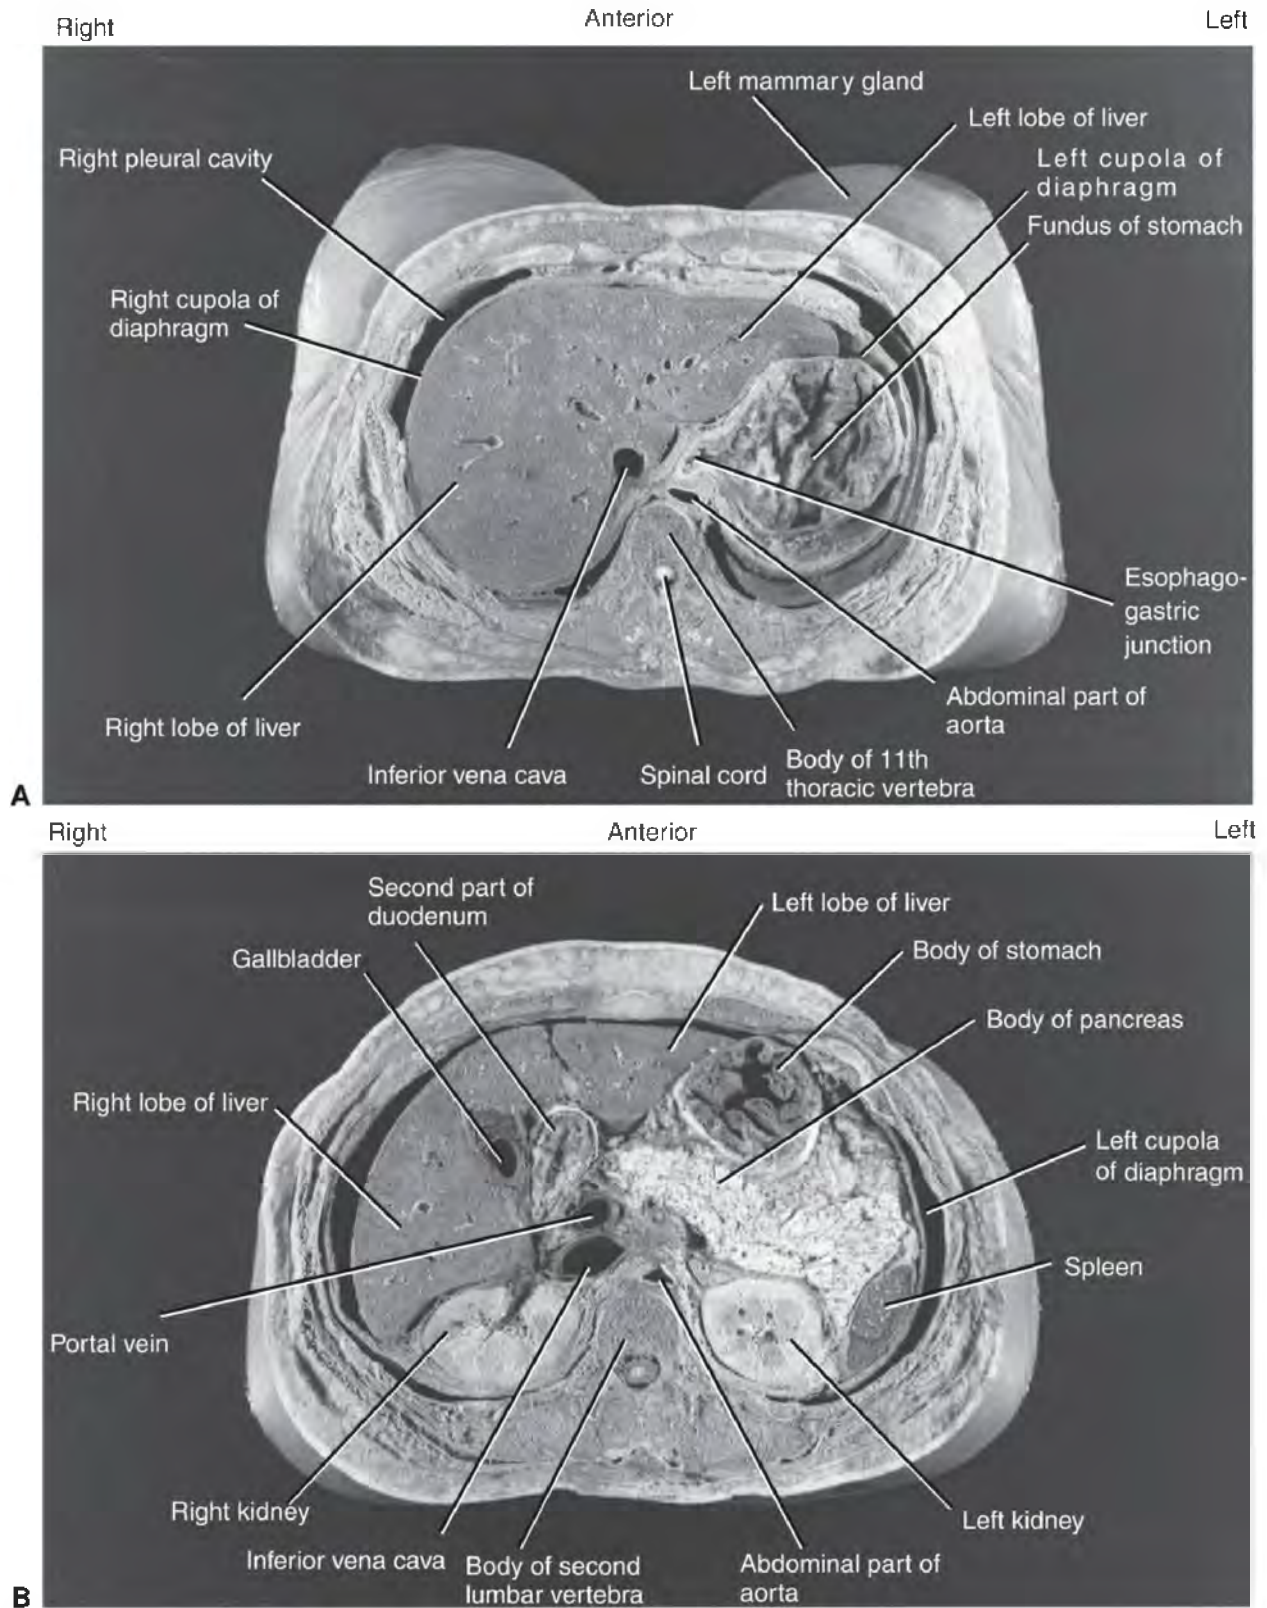 Right
Anterior
Left
Left mammary gland
Left lobe of liver
Right pleural cavity
Left cupola of
diaphragm
Fundus of stomach
Right cupola of
diaphragm
Esophago-
gastric
junction
Abdominal part of
aorta
Right lobe of liver
Inferior vena cava
Spinal cord
Body of 11th
thoracic vertebra
A
Right
Anterior
Left
Second part of
duodenum
Left lobe of liver
Gallbladder
Body of stomach
Body of pancreas
Right lobe of liver
Left cupola
of diaphragm
Spleen
Portal vein
Right kidney
Left kidney
Inferior vena cava
Body of second
lumbar vertebra
Abdominal part of
aorta
B